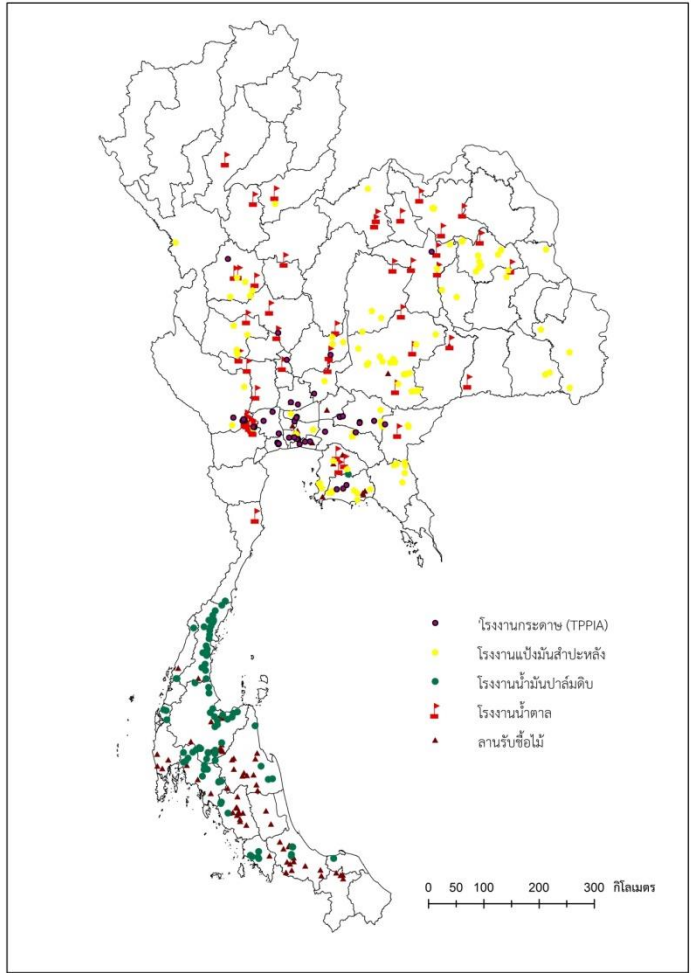 โรงงานกระดาษ (TPPIA)
โรงงานแป้งมันสำปะหลัง
โรงงานน้ำมันปาล์มดิบ
โรงงานน้ำตาล
ลานรับซื้อไม้
0 50 100 200 300 กิโลเมตร